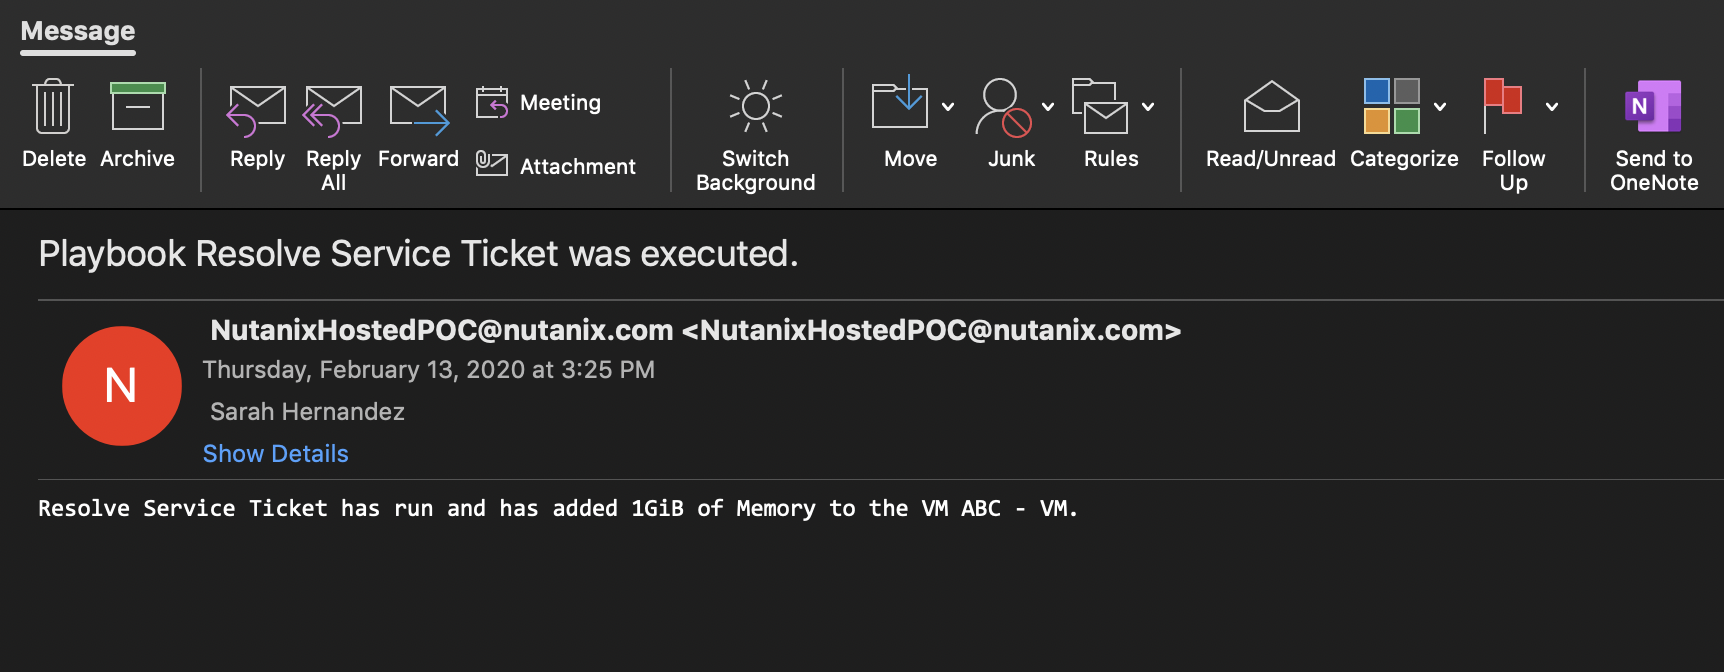 Message
Delete
Archive
Reply
Reply All
Forward
Meeting
Attachment
Switch Background
Move
Junk
Rules
Read/Unread
Categorize
Follow Up
N
Send to OneNote
Playbook Resolve Service Ticket was executed.
N
NutanixHostedPOC@nutanix.com <NutanixHostedPOC@nutanix.com>
Thursday, February 13, 2020 at 3:25 PM
Sarah Hernandez
Show Details
Resolve Service Ticket has run and has added 1GiB of Memory to the VM ABC - VM.